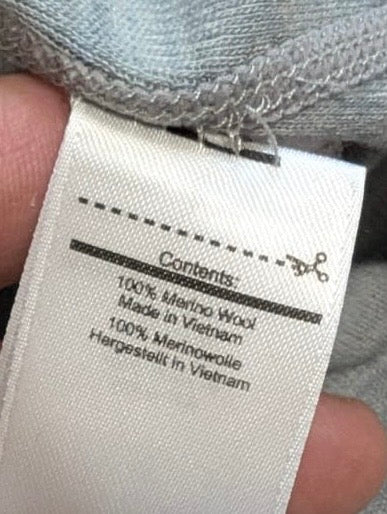 Contents:
100% Merino Wool
Made in Vietnam
100% Merinowolle
Hergestellt in Vietnam